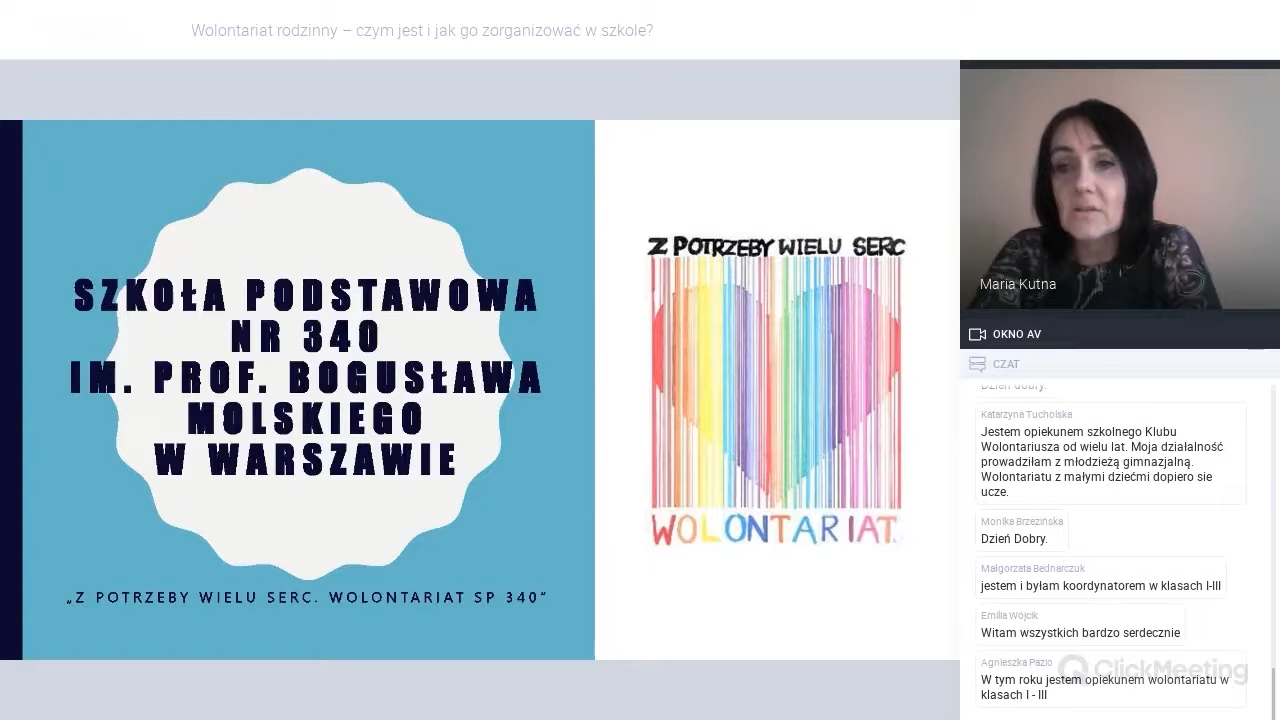 Wolontariat rodzinny – czym jest i jak go zorganizować w szkole?
SZKOŁA PODSTAWOWA
NR 340
IM. PROF. BOGUSŁAWA
MOLSKIEGO
W WARSZAWIE
„Z POTRZEBY WIELU SERC. WOLONTARIAT SP 340"
Z POTRZEBY WIELU SERC
WOLONTARIAT
Maria Kutna
OKNO AV
CZAT
Dzień dobry.
Katarzyna Tucholska
Jestem opiekunem szkolnego Klubu
Wolontariusza od wielu lat. Moja działalność
prowadziłam z młodzieżą gimnazjalną.
Wolontariatu z małymi dziećmi dopiero sie
ucze.
Monika Brzezińska
Dzień Dobry.
Małgorzata Bednarczuk
jestem i byłam koordynatorem w klasach I-III
Emilia Wójcik
Witam wszystkich bardzo serdecznie
Agnieszka Pazio
W tym roku jestem opiekunem wolontariatu w
klasach I - III
ClickMeeting